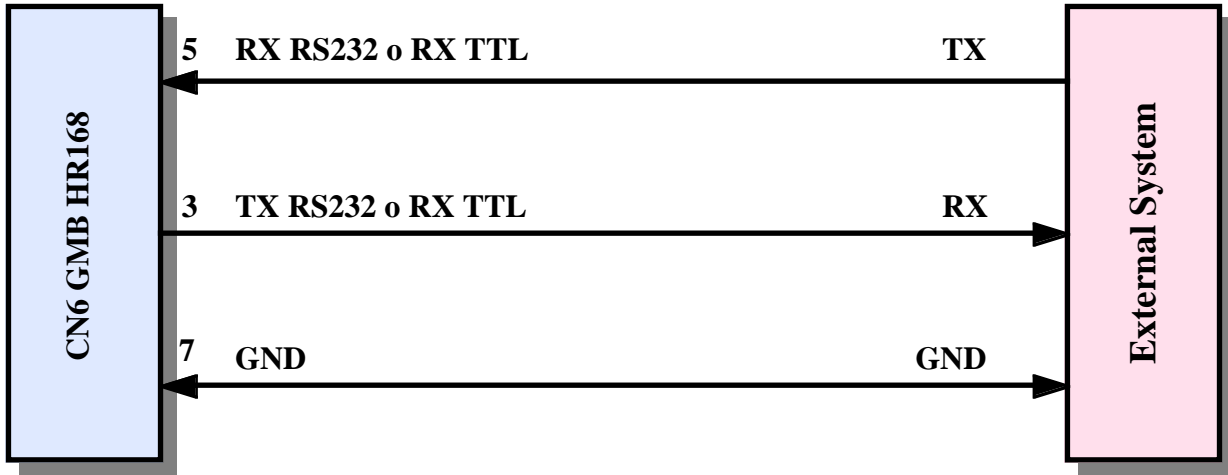 5 RX RS232 o RX TTL TX
3 TX RS232 o RX TTL RX
7 GND GND
CN6 GMB HR168
External System